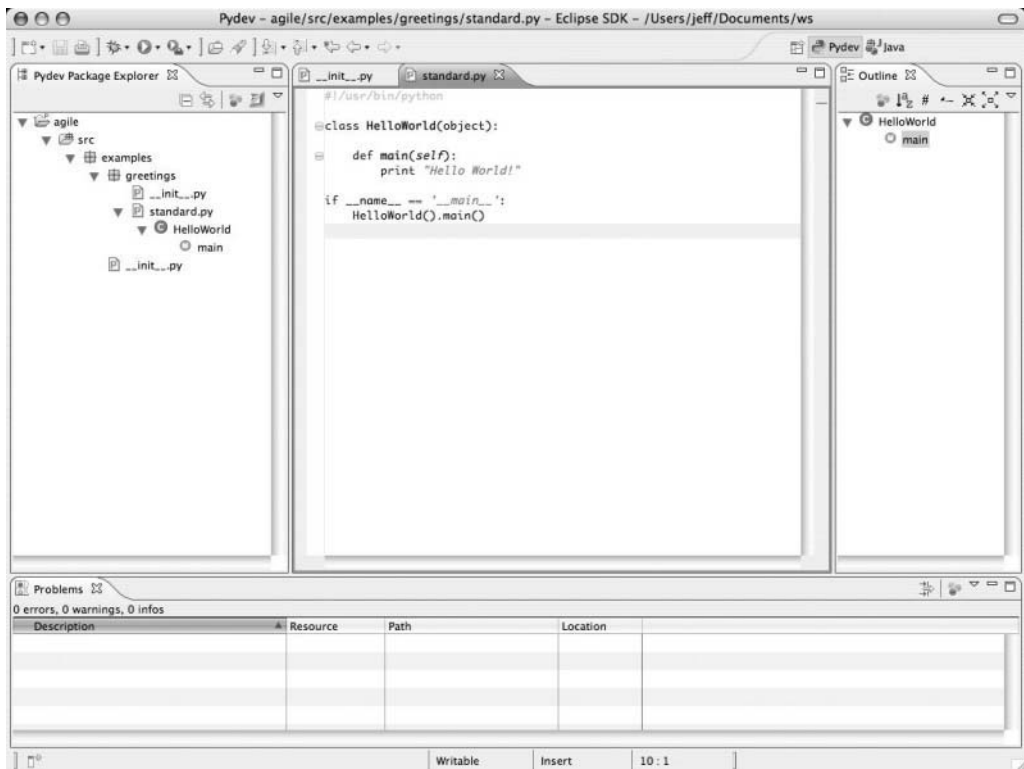 Pydev – agile/src/examples/greetings/standard.py – Eclipse SDK – /Users/jeff/Documents/ws
Pydev Java
Pydev Package Explorer
agile
src
examples
greetings
__init__.py
standard.py
HelloWorld
main
__init__.py
__init__.py
standard.py
#!/usr/bin/python
class HelloWorld(object):
def main(self):
print "Hello World!"
if __name__ == '__main__':
HelloWorld().main()
Outline
HelloWorld
main
Problems
0 errors, 0 warnings, 0 infos
Description Resource Path Location
Writable Insert 10 : 1